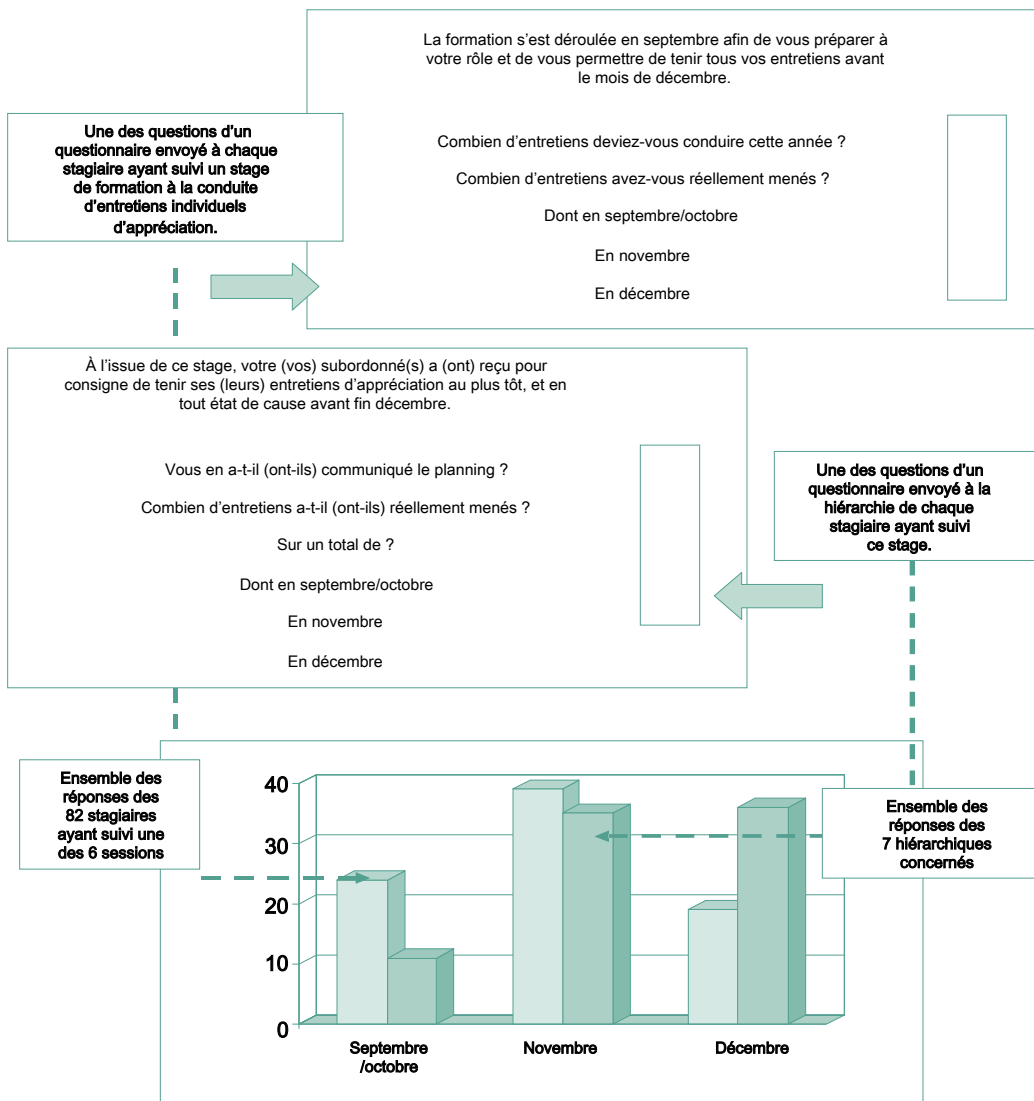 La formation s’est déroulée en septembre afin de vous préparer à
votre rôle et de vous permettre de tenir tous vos entretiens avant
le mois de décembre.
Une des questions d’un
questionnaire envoyé à chaque
stagiaire ayant suivi un stage
de formation à la conduite
d’entretiens individuels
d’appréciation.
Combien d’entretiens deviez-vous conduire cette année ?
Combien d’entretiens avez-vous réellement menés ?
Dont en septembre/octobre
En novembre
En décembre
À l’issue de ce stage, votre (vos) subordonné(s) a (ont) reçu pour
consigne de tenir ses (leurs) entretiens d’appréciation au plus tôt, et en
tout état de cause avant fin décembre.
Vous en a-t-il (ont-ils) communiqué le planning ?
Combien d’entretiens a-t-il (ont-ils) réellement menés ?
Sur un total de ?
Dont en septembre/octobre
En novembre
En décembre
Une des questions d’un
questionnaire envoyé à la
hiérarchie de chaque
stagiaire ayant suivi
ce stage.
Ensemble des
réponses des
82 stagiaires
ayant suivi une
des 6 sessions
40
30
20
10
0
Septembre
/octobre
Novembre
Décembre
Ensemble des
réponses des
7 hiérarchiques
concernés